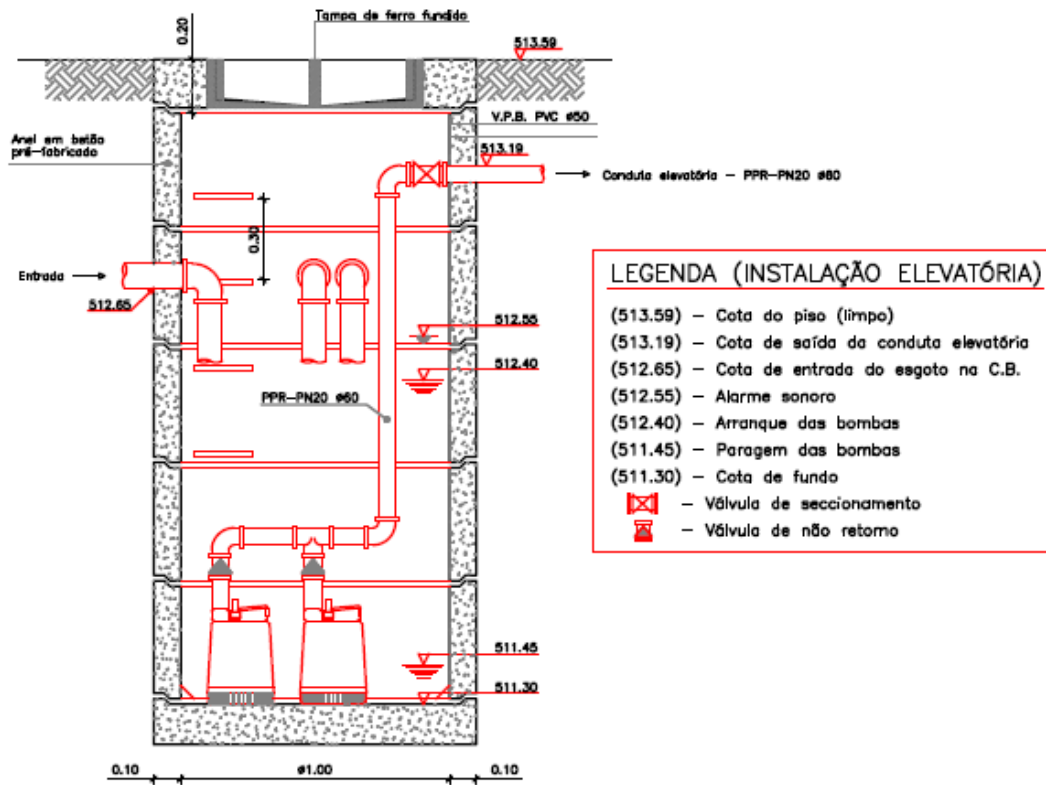 Tampa de ferro fundido
0.20
513.59
V.P.B. PVC ø50
Anel em betão
pré-fabricado
513.19
Conduta elevatória - PPR-PN20 ø80
0.30
Entrada
512.65
512.55
512.40
PPR-PN20 ø60
511.45
511.30
0.10
ø1.00
0.10
LEGENDA (INSTALAÇÃO ELEVATÓRIA)
(513.59) - Cota do piso (limpo)
(513.19) - Cota de saída da conduta elevatória
(512.65) - Cota de entrada do esgoto na C.B.
(512.55) - Alarme sonoro
(512.40) - Arranque das bombas
(511.45) - Paragem das bombas
(511.30) - Cota de fundo
- Válvula de seccionamento
- Válvula de não retorno